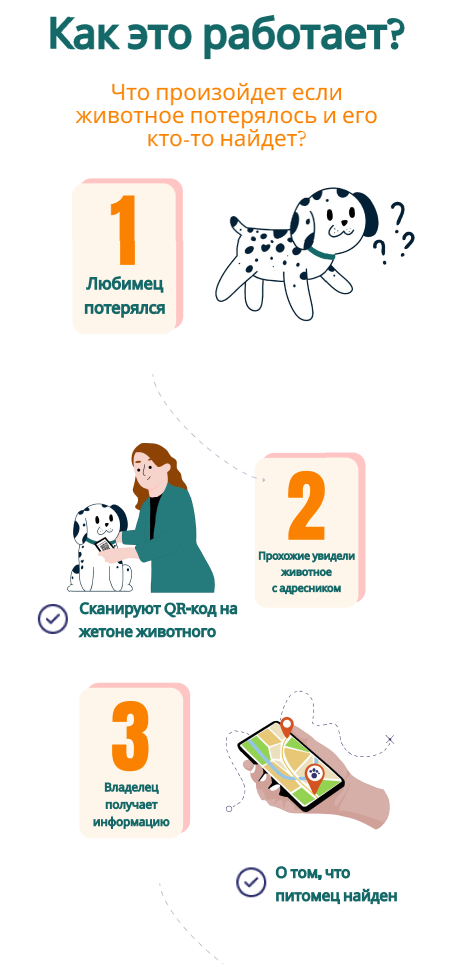 Как это работает?
Что произойдет если
животное потерялось и его
кто-то найдет?
1
Любимец
потерялся
? ? ?
2
Прохожие увидели
животное
с адресником
Сканируют QR-код на
жетоне животного
3
Владелец
получает
информацию
О том, что
питомец найден